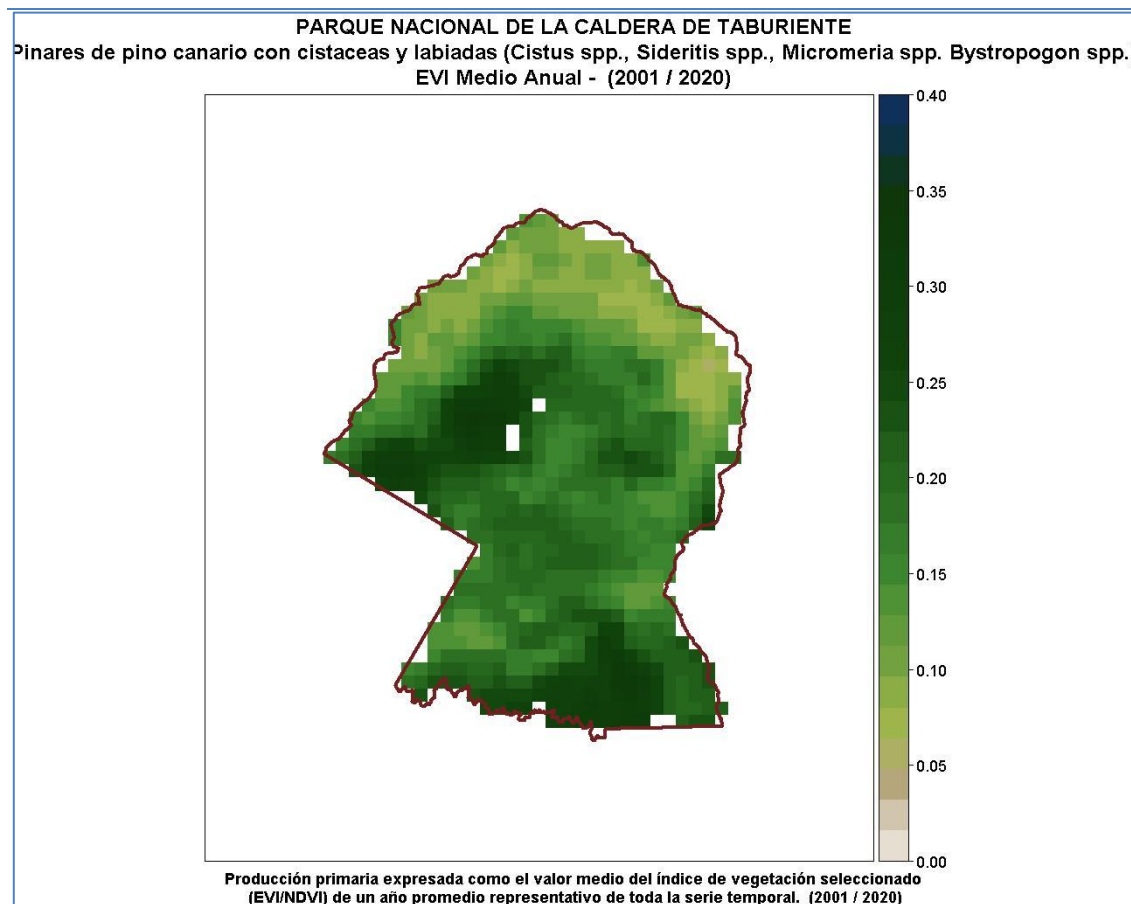 PARQUE NACIONAL DE LA CALDERA DE TABURIENTE
Pinares de pino canario con cistaceas y labiadas (Cistus spp., Sideritis spp., Micromeria spp. Bystropogon spp.
EVI Medio Anual - (2001 / 2020)
0.40
0.35
0.30
0.25
0.20
0.15
0.10
0.05
0.00
Producción primaria expresada como el valor medio del índice de vegetación seleccionado
(EVI/NDVI) de un año promedio representativo de toda la serie temporal. (2001 / 2020)